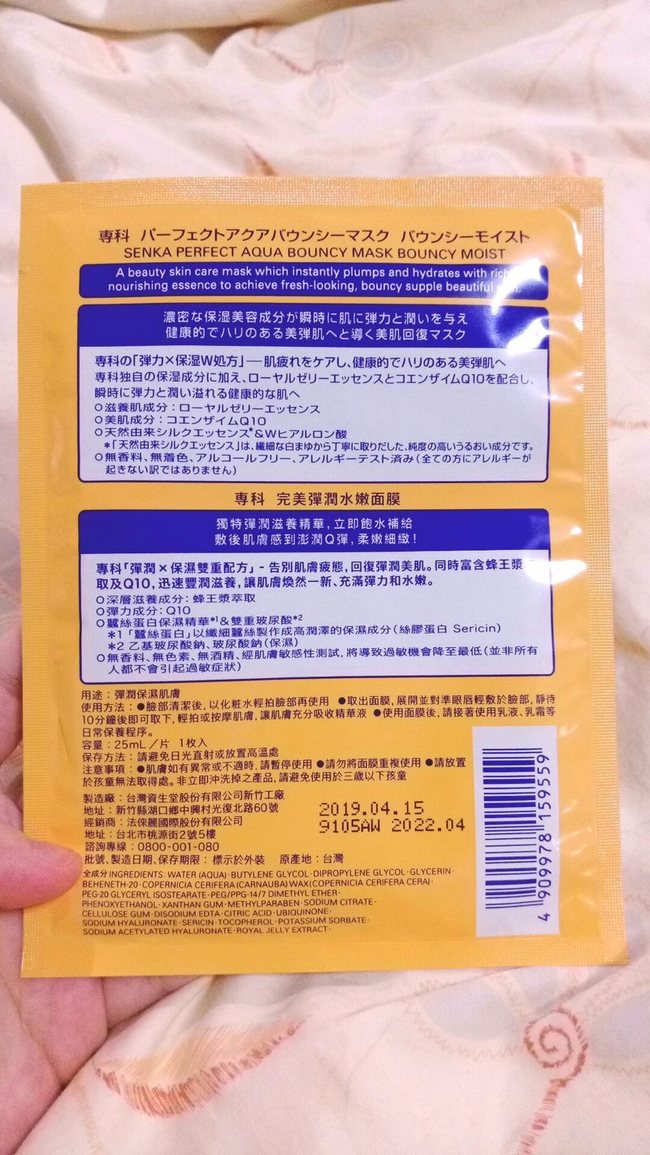 専科 パーフェクトアクアバウンシーマスク バウンシーモイスト
SENKA PERFECT AQUA BOUNCY MASK BOUNCY MOIST
A beauty skin care mask which instantly plumps and hydrates with rich
nourishing essence to achieve fresh-looking, bouncy supple beautiful
濃密な保湿美容成分が瞬時に肌に弾力と潤いを与え
健康的でハリのある美弾肌へと導く美肌回復マスク
専科の「弾力×保湿W処方」—肌疲れをケアし、健康的でハリのある美弾肌へ
専科独自の保湿成分に加え、ローヤルゼリーエッセンスとコエンザイムQ10を配合し、
瞬時に弾力と潤い溢れる健康的な肌へ
○滋養肌成分：ローヤルゼリーエッセンス
○美肌成分：コエンザイムQ10
○天然由来シルクエッセンス*&Wヒアルロン酸
*「天然由来シルクエッセンス」は、繊細な白まゆから丁寧に取りだした、純度の高いうるおい成分です。
○無香料、無着色、アルコールフリー、アレルギーテスト済み(全ての方にアレルギーが
起きない訳ではありません)
専科 完美彈潤水嫩面膜
獨特彈潤滋養精華，立即飽水補給
敷後肌膚感到澎潤Q彈，柔嫩細緻！
專科「彈潤×保濕雙重配方」- 告別肌膚疲態，回復彈潤美肌。同時富含蜂王漿
取及Q10，迅速豐潤滋養，讓肌膚煥然一新、充滿彈力和水嫩。
○深層滋養成分：蜂王漿萃取
○彈力成分：Q10
○蠶絲蛋白保濕精華*1&雙重玻尿酸*2
*1「蠶絲蛋白」以纖細蠶絲製作成高潤澤的保濕成分(絲膠蛋白 Sericin)
*2 乙基玻尿酸鈉、玻尿酸鈉(保濕)
○無香料、無色素、無酒精、經肌膚敏感性測試，將導致過敏機會降至最低(並非所有
人都不會引起過敏症狀)
用途：彈潤保濕肌膚
使用方法：●臉部清潔後，以化粧水輕拍臉部再使用 ●取出面膜，展開並對準眼唇輕敷於臉部，靜待
10分鐘後即可取下，輕拍或按摩肌膚，讓肌膚充分吸收精華液 ●使用面膜後，請接著使用乳液、乳霜等
日常保養程序。
容量：25mL／片 1枚入
保存方法：請避免日光直射或放置高溫處
注意事項：●肌膚如有異常或不適時，請暫停使用 ●請勿將面膜重複使用 ●請放置
於孩童無法取得處。非立即沖洗掉之產品，請避免使用於三歲以下孩童
製造廠：台灣資生堂股份有限公司新竹工廠
地址：新竹縣湖口鄉中興村光復北路60號
經銷商：法倈麗國際股份有限公司
地址：台北市桃源街2號5樓
諮詢專線：0800-001-080
批號、製造日期、保存期限：標示於外裝 原產地：台灣
2019.04.15
9105AW 2022.04
全成分 INGREDIENTS: WATER (AQUA)·BUTYLENE GLYCOL·DIPROPYLENE GLYCOL·GLYCERIN·
BEHENETH-20·COPERNICIA CERIFERA (CARNAUBA) WAX (COPERNICIA CERIFERA CERA)·
PEG-20 GLYCERYL ISOSTEARATE·PEG/PPG-14/7 DIMETHYL ETHER·
PHENOXYETHANOL·XANTHAN GUM·METHYLPARABEN·SODIUM CITRATE·
CELLULOSE GUM·DISODIUM EDTA·CITRIC ACID·UBIQUINONE·
SODIUM HYALURONATE·SERICIN·TOCOPHEROL·POTASSIUM SORBATE·
SODIUM ACETYLATED HYALURONATE·ROYAL JELLY EXTRACT·
4 909978 159559